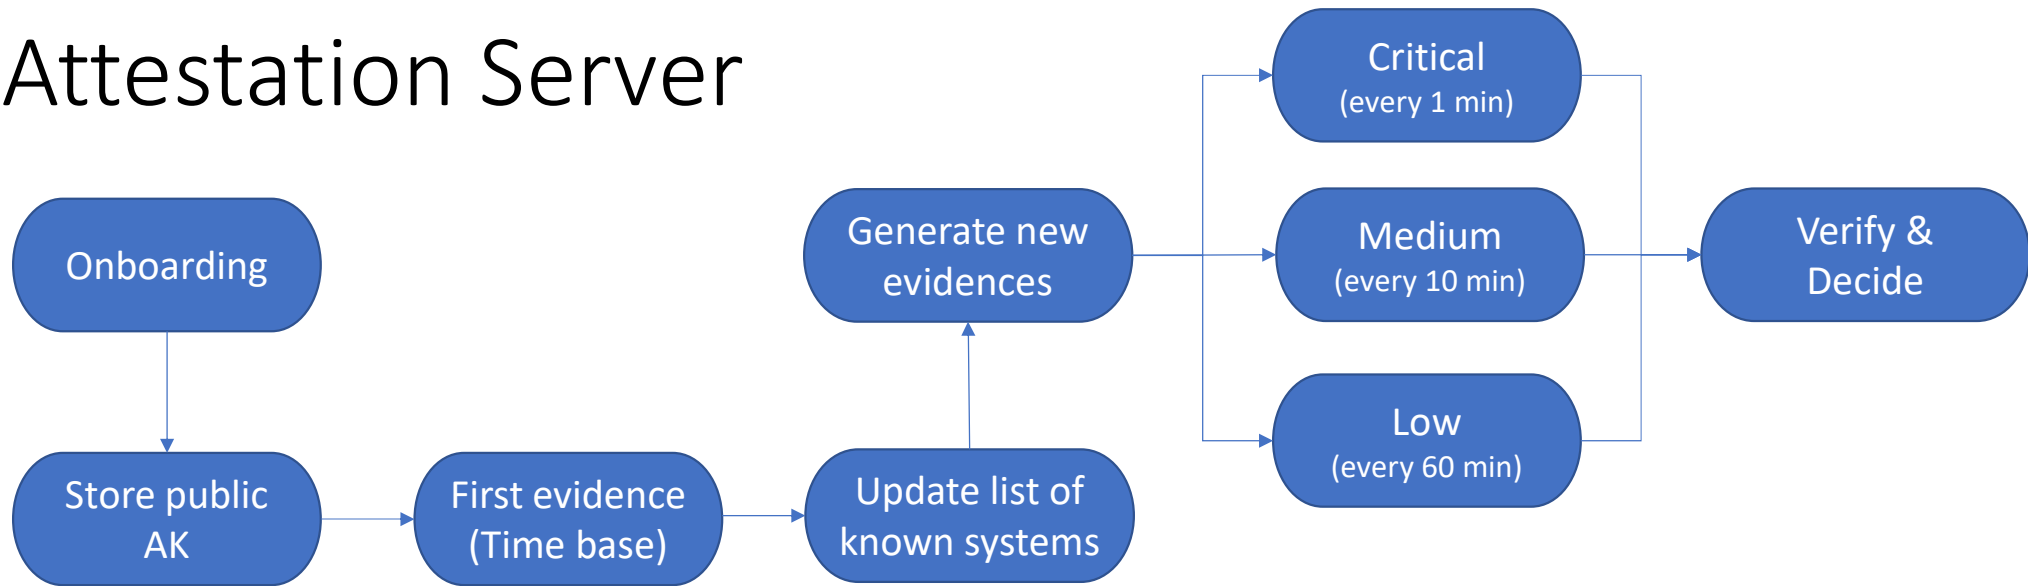 Attestation Server
Onboarding
Store public
AK
First evidence
(Time base)
Update list of
known systems
Generate new
evidences
Critical
(every 1 min)
Medium
(every 10 min)
Low
(every 60 min)
Verify &
Decide